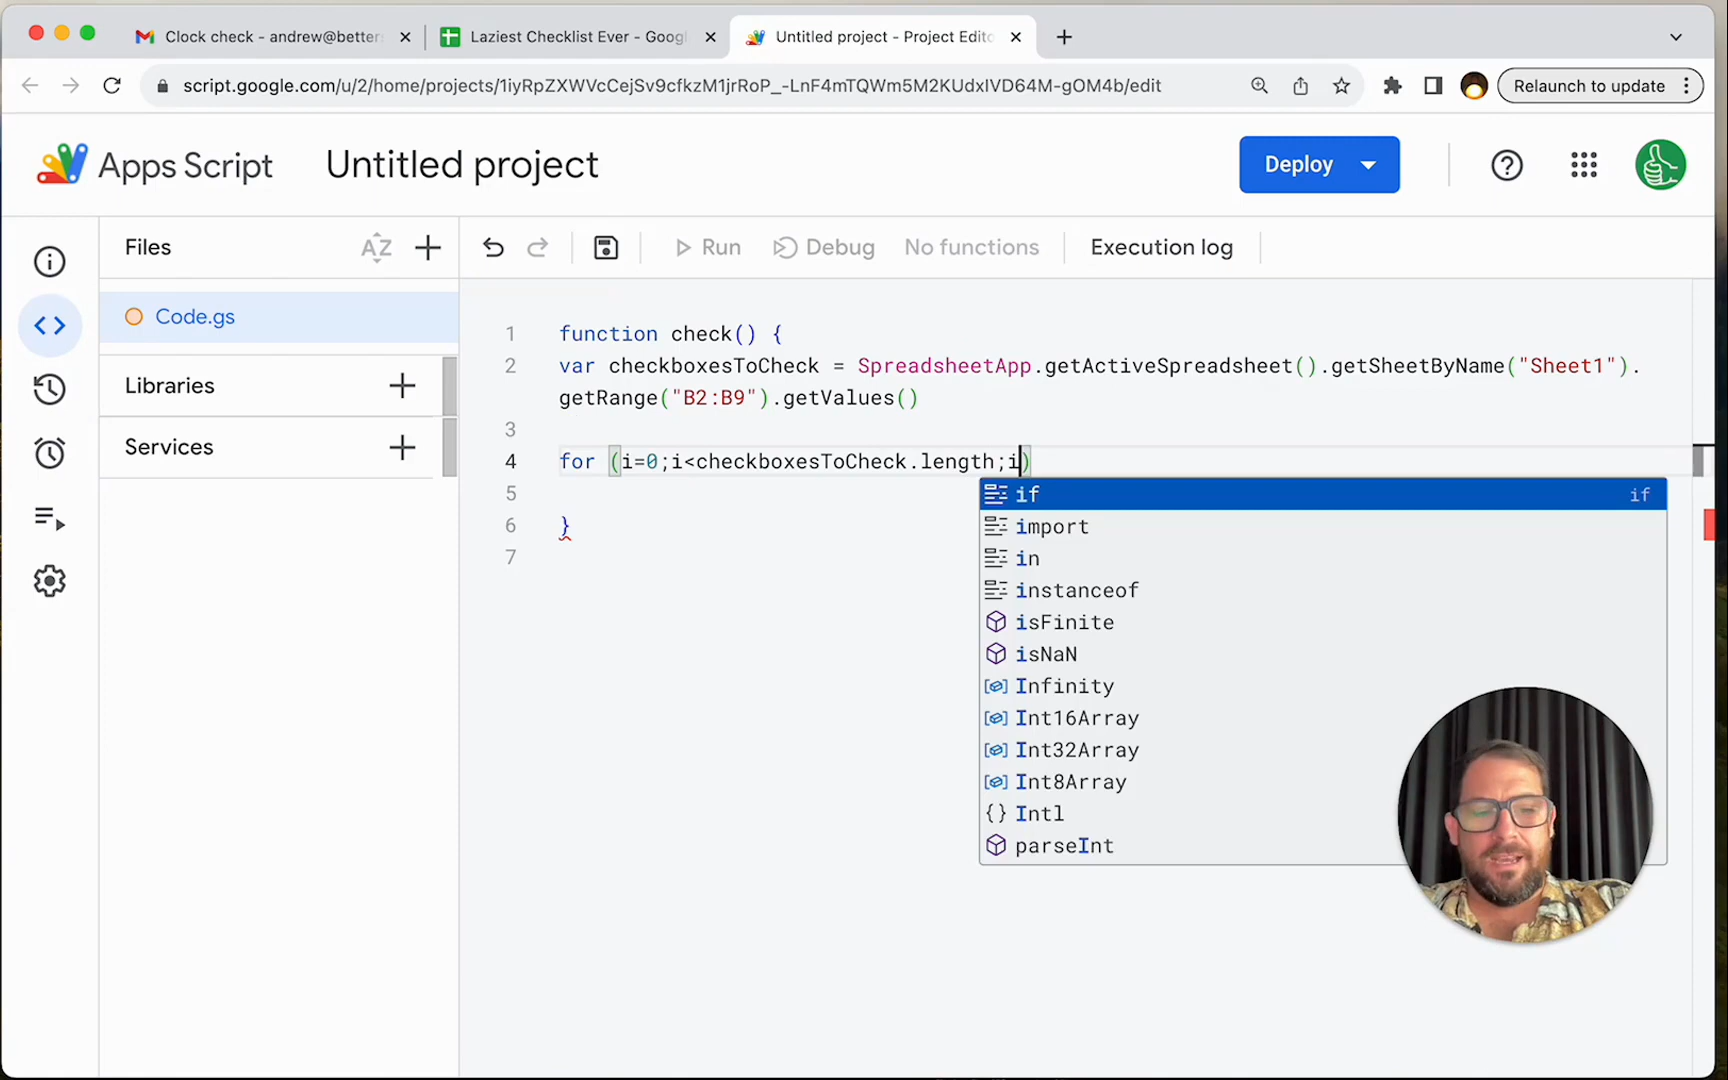 Clock check - andrew@better
Laziest Checklist Ever - Goog
Untitled project - Project Edito
script.google.com/u/2/home/projects/1iyRpZXWVcCejSv9cfkzM1jrRoP_-LnF4mTQWm5M2KUdxIVD64M-gOM4b/edit
Relaunch to update
Apps Script
Untitled project
Deploy
Files
AZ
Run
Debug
No functions
Execution log
Code.gs
Libraries
Services
1 function check() {
2 var checkboxesToCheck = SpreadsheetApp.getActiveSpreadsheet().getSheetByName("Sheet1").
getRange("B2:B9").getValues()
3
4 for (i=0;i<checkboxesToCheck.length;i)
5
6 }
7
if if
import
in
instanceof
isFinite
isNaN
Infinity
Int16Array
Int32Array
Int8Array
Intl
parseInt